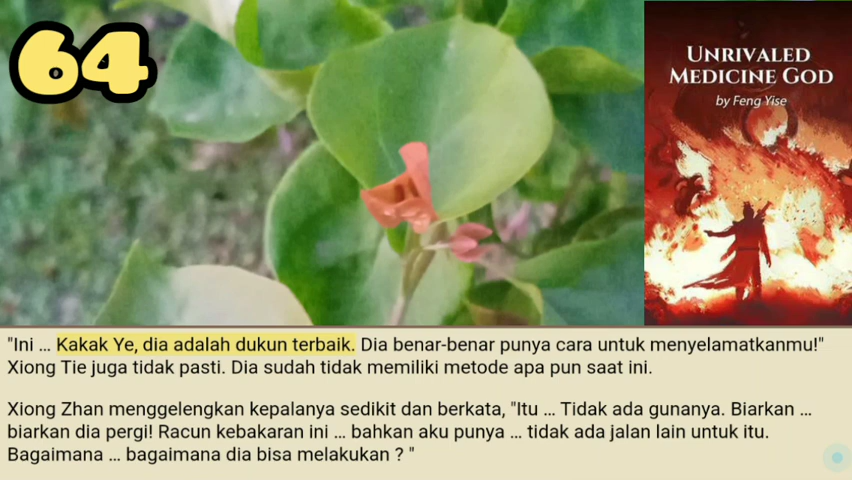 64
UNRIVALED
MEDICINE GOD
by Feng Yise
"Ini ... Kakak Ye, dia adalah dukun terbaik. Dia benar-benar punya cara untuk menyelamatkanmu!"
Xiong Tie juga tidak pasti. Dia sudah tidak memiliki metode apa pun saat ini.
Xiong Zhan menggelengkan kepalanya sedikit dan berkata, "Itu ... Tidak ada gunanya. Biarkan ...
biarkan dia pergi! Racun kebakaran ini ... bahkan aku punya ... tidak ada jalan lain untuk itu.
Bagaimana ... bagaimana dia bisa melakukan ? "